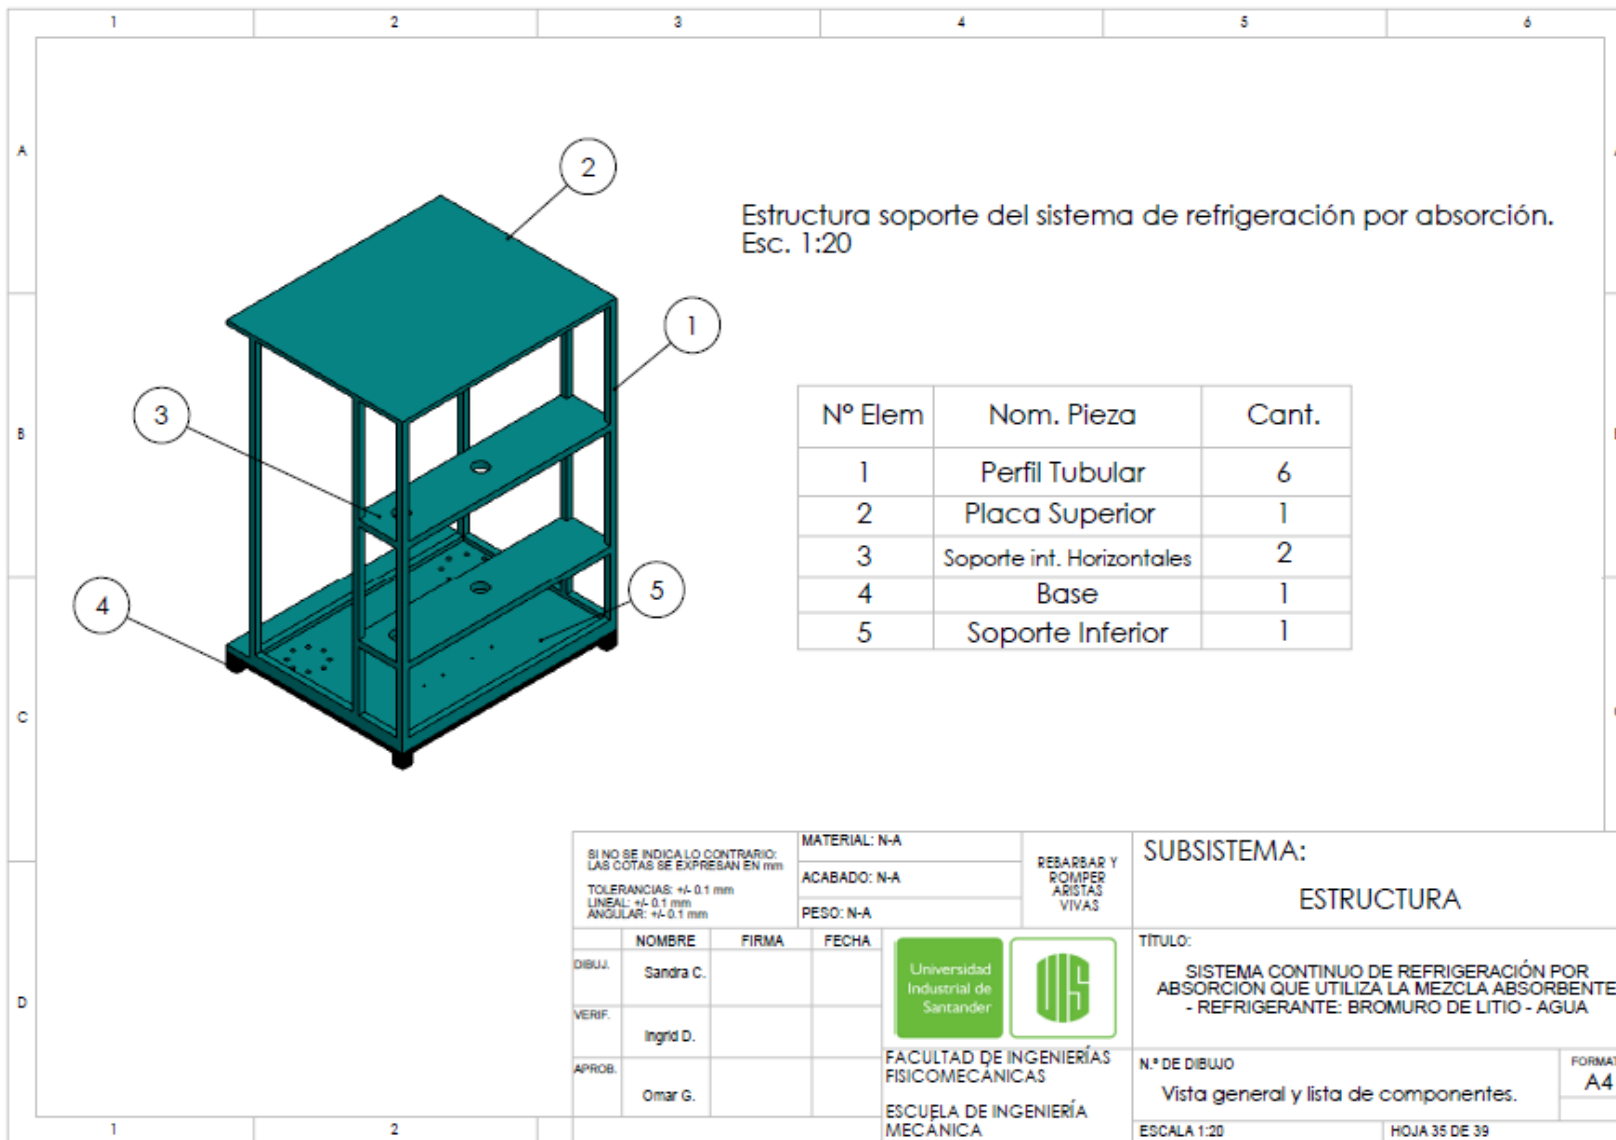 1 2 3 4 5 6
A
B
C
D
2
1
3
4
5
Estructura soporte del sistema de refrigeración por absorción.
Esc. 1:20
Nº Elem Nom. Pieza Cant.
1 Perfil Tubular 6
2 Placa Superior 1
3 Soporte int. Horizontales 2
4 Base 1
5 Soporte Inferior 1
SI NO SE INDICA LO CONTRARIO:
LAS COTAS SE EXPRESAN EN mm
TOLERANCIAS: +/- 0.1 mm
LINEAL: +/- 0.1 mm
ANGULAR: +/- 0.1 mm
MATERIAL: N-A
ACABADO: N-A
PESO: N-A
REBARBAR Y
ROMPER
ARISTAS
VIVAS
SUBSISTEMA:
ESTRUCTURA
NOMBRE FIRMA FECHA
DIBUJ. Sandra C.
VERIF. Ingrid D.
APROB. Omar G.
Universidad
Industrial de
Santander
UIS
FACULTAD DE INGENIERÍAS
FISICOMECÁNICAS
ESCUELA DE INGENIERÍA
MECÁNICA
TÍTULO:
SISTEMA CONTINUO DE REFRIGERACIÓN POR
ABSORCIÓN QUE UTILIZA LA MEZCLA ABSORBENTE
- REFRIGERANTE: BROMURO DE LITIO - AGUA
N.º DE DIBUJO
Vista general y lista de componentes.
FORMAT
A4
ESCALA 1:20 HOJA 35 DE 39
1 2